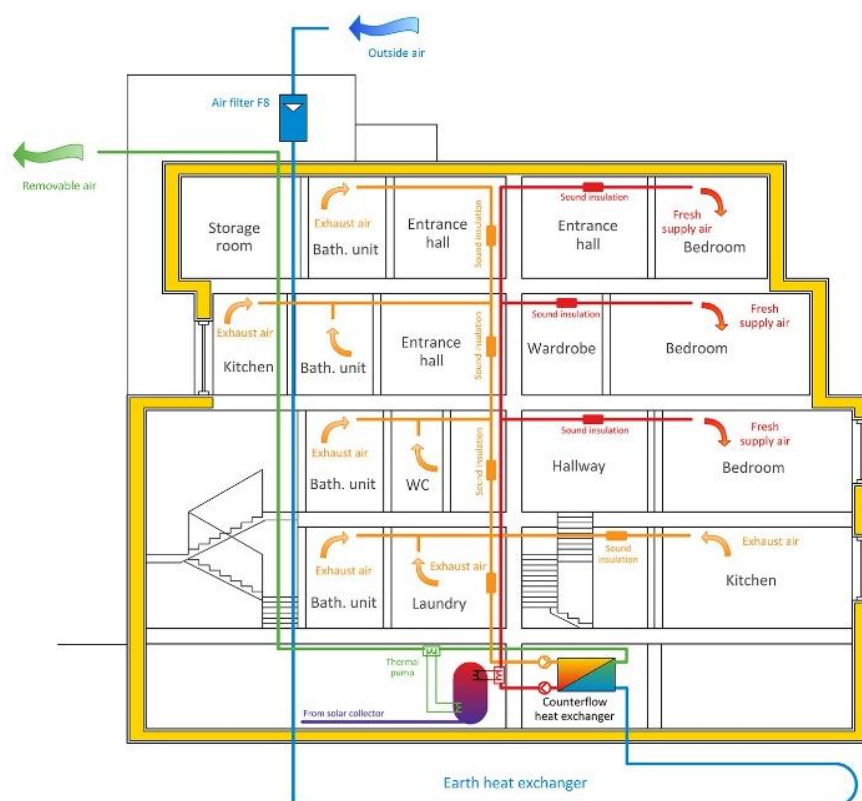 Outside air
Air filter F8
Removable air
Storage
room
Exhaust air
Bath. unit
Entrance
hall
Sound insulation
Sound insulation
Entrance
hall
Fresh
supply air
Bedroom
Exhaust air
Kitchen
Bath. unit
Entrance
hall
Sound insulation
Sound insulation
Wardrobe
Fresh
supply air
Bedroom
Exhaust air
Bath. unit
WC
Sound insulation
Sound insulation
Hallway
Fresh
supply air
Bedroom
Exhaust air
Bath. unit
Exhaust air
Laundry
Sound
insulation
Exhaust air
Kitchen
Thermal
pump
From solar collector
Counterflow
heat exchanger
Earth heat exchanger